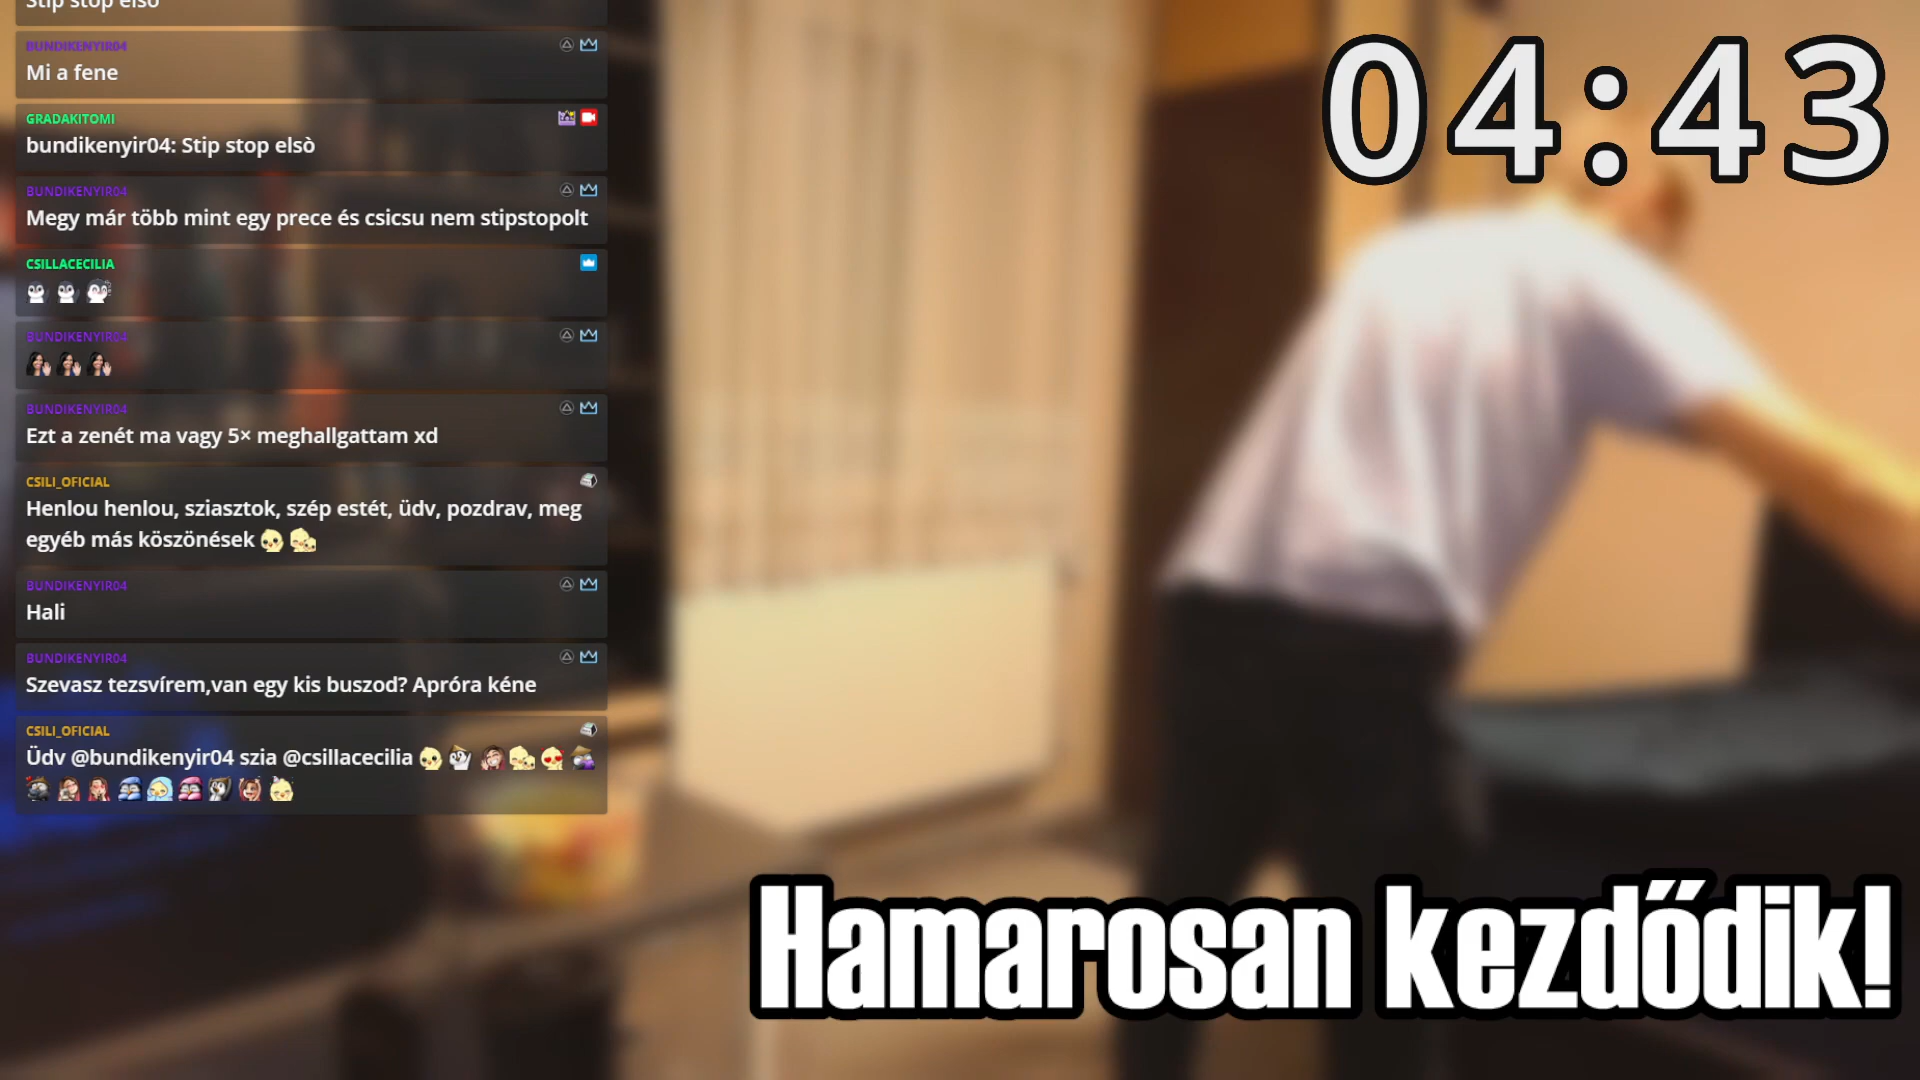 Stip stop elsò
04:43
BUNDIKENYIR04
Mi a fene
GRADAKITOMI
bundikenyir04: Stip stop elsò
BUNDIKENYIR04
Megy már több mint egy prece és csicsu nem stipstopolt
CSILLACECILIA
BUNDIKENYIR04
BUNDIKENYIR04
Ezt a zenét ma vagy 5× meghallgattam xd
CSILI_OFICIAL
Henlou henlou, sziasztok, szép estét, üdv, pozdrav, meg
egyéb más köszönések
BUNDIKENYIR04
Hali
BUNDIKENYIR04
Szevasz tezsvírem,van egy kis buszod? Apróra kéne
CSILI_OFICIAL
Üdv @bundikenyir04 szia @csillacecilia
Hamarosan kezdődik!